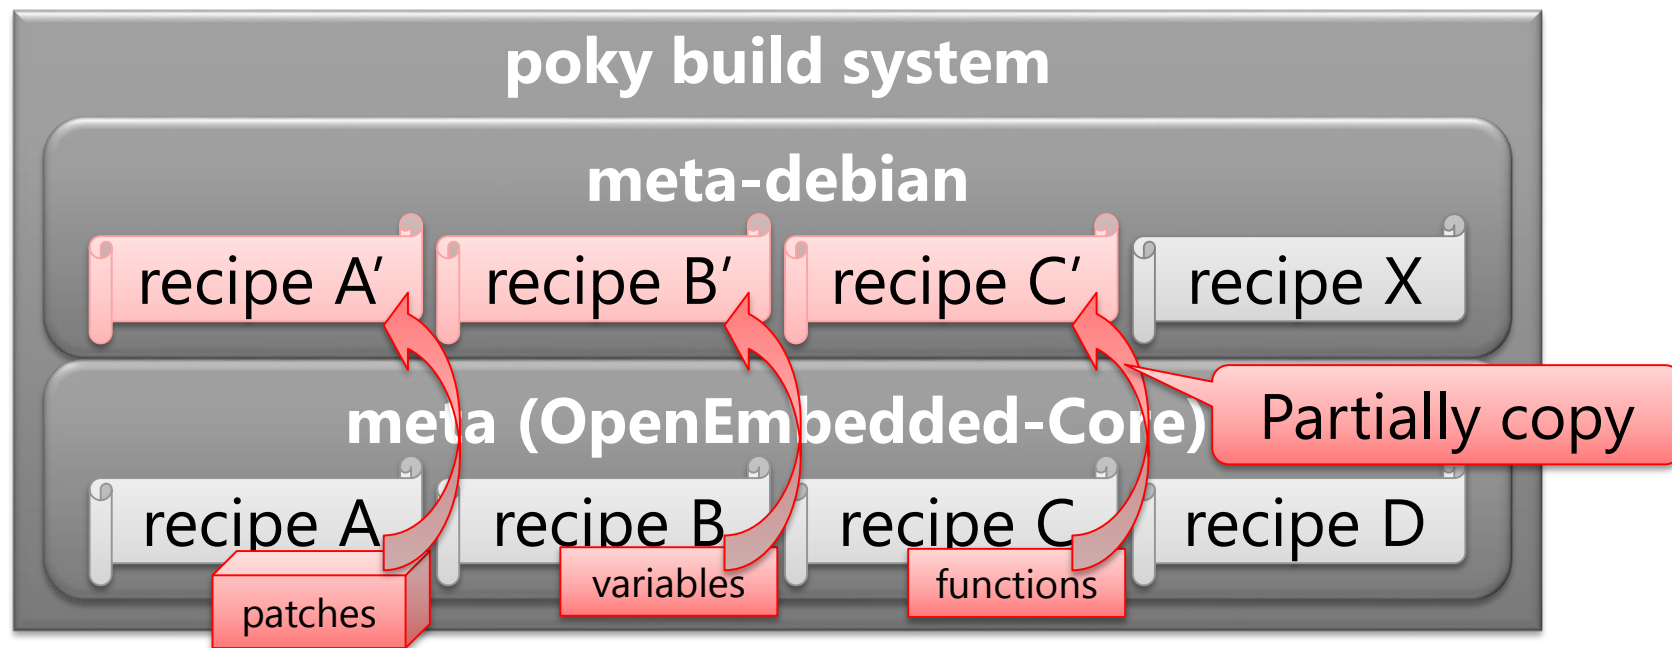 poky build system
meta-debian
recipe A′
recipe B′
recipe C′
recipe X
meta (OpenEmbedded-Core)
Partially copy
recipe A
recipe B
recipe C
recipe D
patches
variables
functions